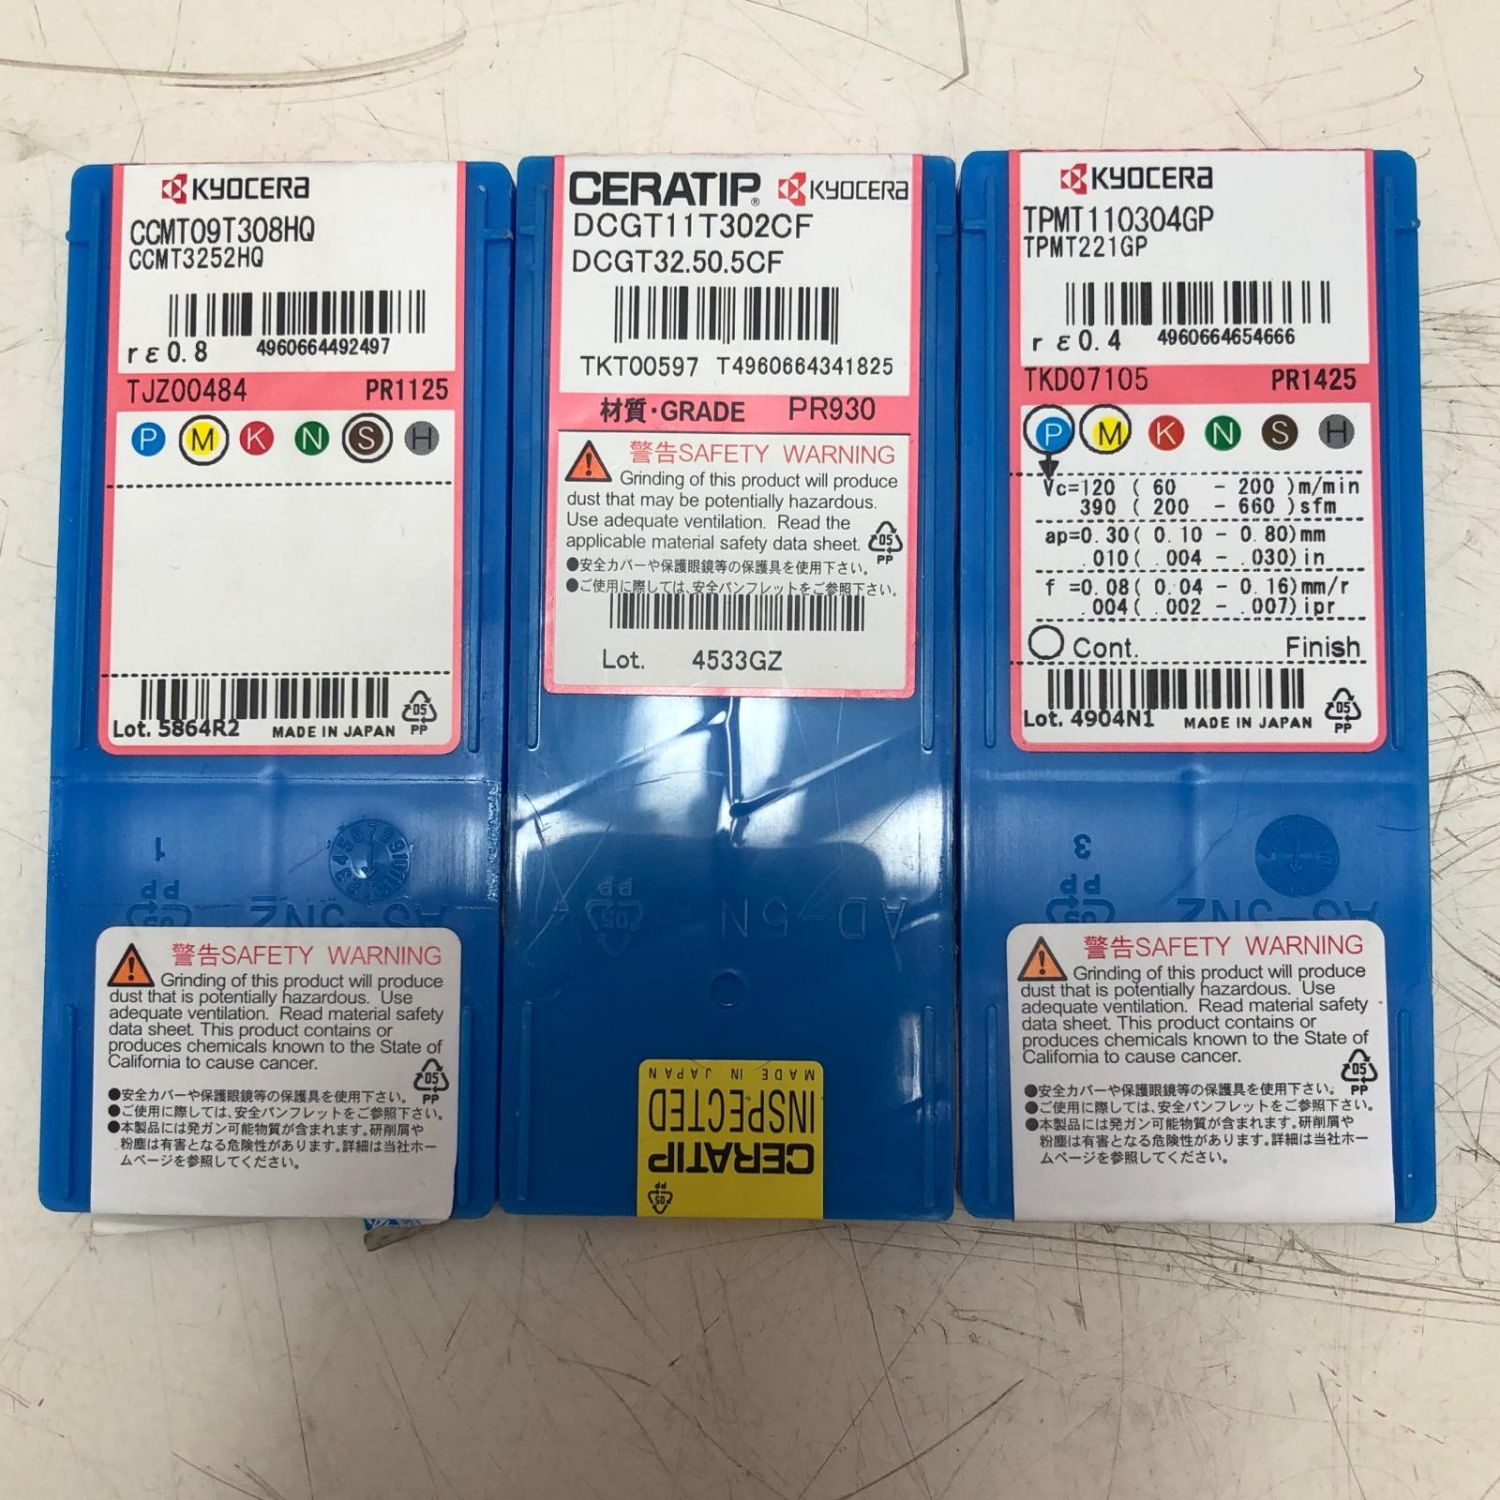 KYOCERA
CCMT09T308HQ
CCMT3252HQ
rε0.8 4960664492497
TJZ00484 PR1125
P M K N S H
Lot. 5864R2 MADE IN JAPAN
05
PP
1
PP
警告SAFETY WARNING
Grinding of this product will produce
dust that is potentially hazardous. Use
adequate ventilation. Read material safety
data sheet. This product contains or
produces chemicals known to the State of
California to cause cancer.
05
PP
●安全カバーや保護眼鏡等の保護具を使用下さい。
●ご使用に際しては、安全パンフレットをご参照下さい。
●本製品には発ガン可能物質が含まれます。研削屑や
粉塵は有害となる危険性があります。詳細は当社ホー
ムページを参照してください。
CERATIP® KYOCERA
DCGT11T302CF
DCGT32.50.5CF
TKT00597 T4960664341825
材質・GRADE PR930
警告SAFETY WARNING
Grinding of this product will produce
dust that may be potentially hazardous.
Use adequate ventilation. Read the
applicable material safety data sheet.
05
PP
●安全カバーや保護眼鏡等の保護具を使用下さい。
●ご使用に際しては、安全パンフレットをご参照下さい。
Lot. 4533GZ
AD-5N
CERATIP
INSPECTED
MADE IN JAPAN
05
PP
KYOCERA
TPMT110304GP
TPMT221GP
rε0.4 4960664654666
TKD07105 PR1425
P M K N S H
Vc=120 ( 60 - 200 )m/min
390 ( 200 - 660 )sfm
ap=0.30( 0.10 - 0.80)mm
.010( .004 - .030)in
f =0.08( 0.04 - 0.16)mm/r
.004( .002 - .007)ipr
Cont. Finish
Lot. 4904N1 MADE IN JAPAN
05
PP
3
PP
警告SAFETY WARNING
Grinding of this product will produce
dust that is potentially hazardous. Use
adequate ventilation. Read material safety
data sheet. This product contains or
produces chemicals known to the State of
California to cause cancer.
05
PP
●安全カバーや保護眼鏡等の保護具を使用下さい。
●ご使用に際しては、安全パンフレットをご参照下さい。
●本製品には発ガン可能物質が含まれます。研削屑や
粉塵は有害となる危険性があります。詳細は当社ホー
ムページを参照してください。